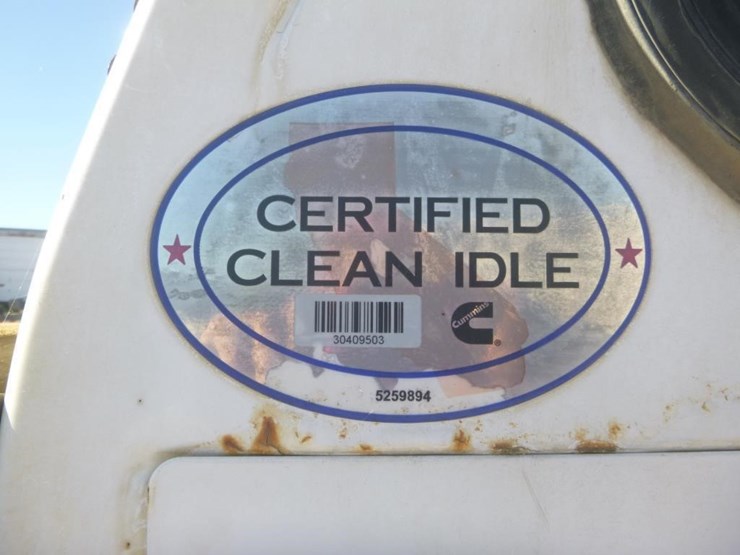 CERTIFIED
CLEAN IDLE
30409503
Cummins
5259894